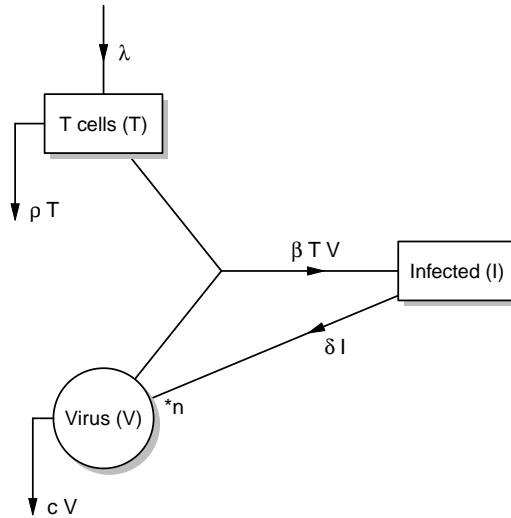 λ
T cells (T)
ρ T
β T V
Infected (I)
δ I
*n
Virus (V)
c V